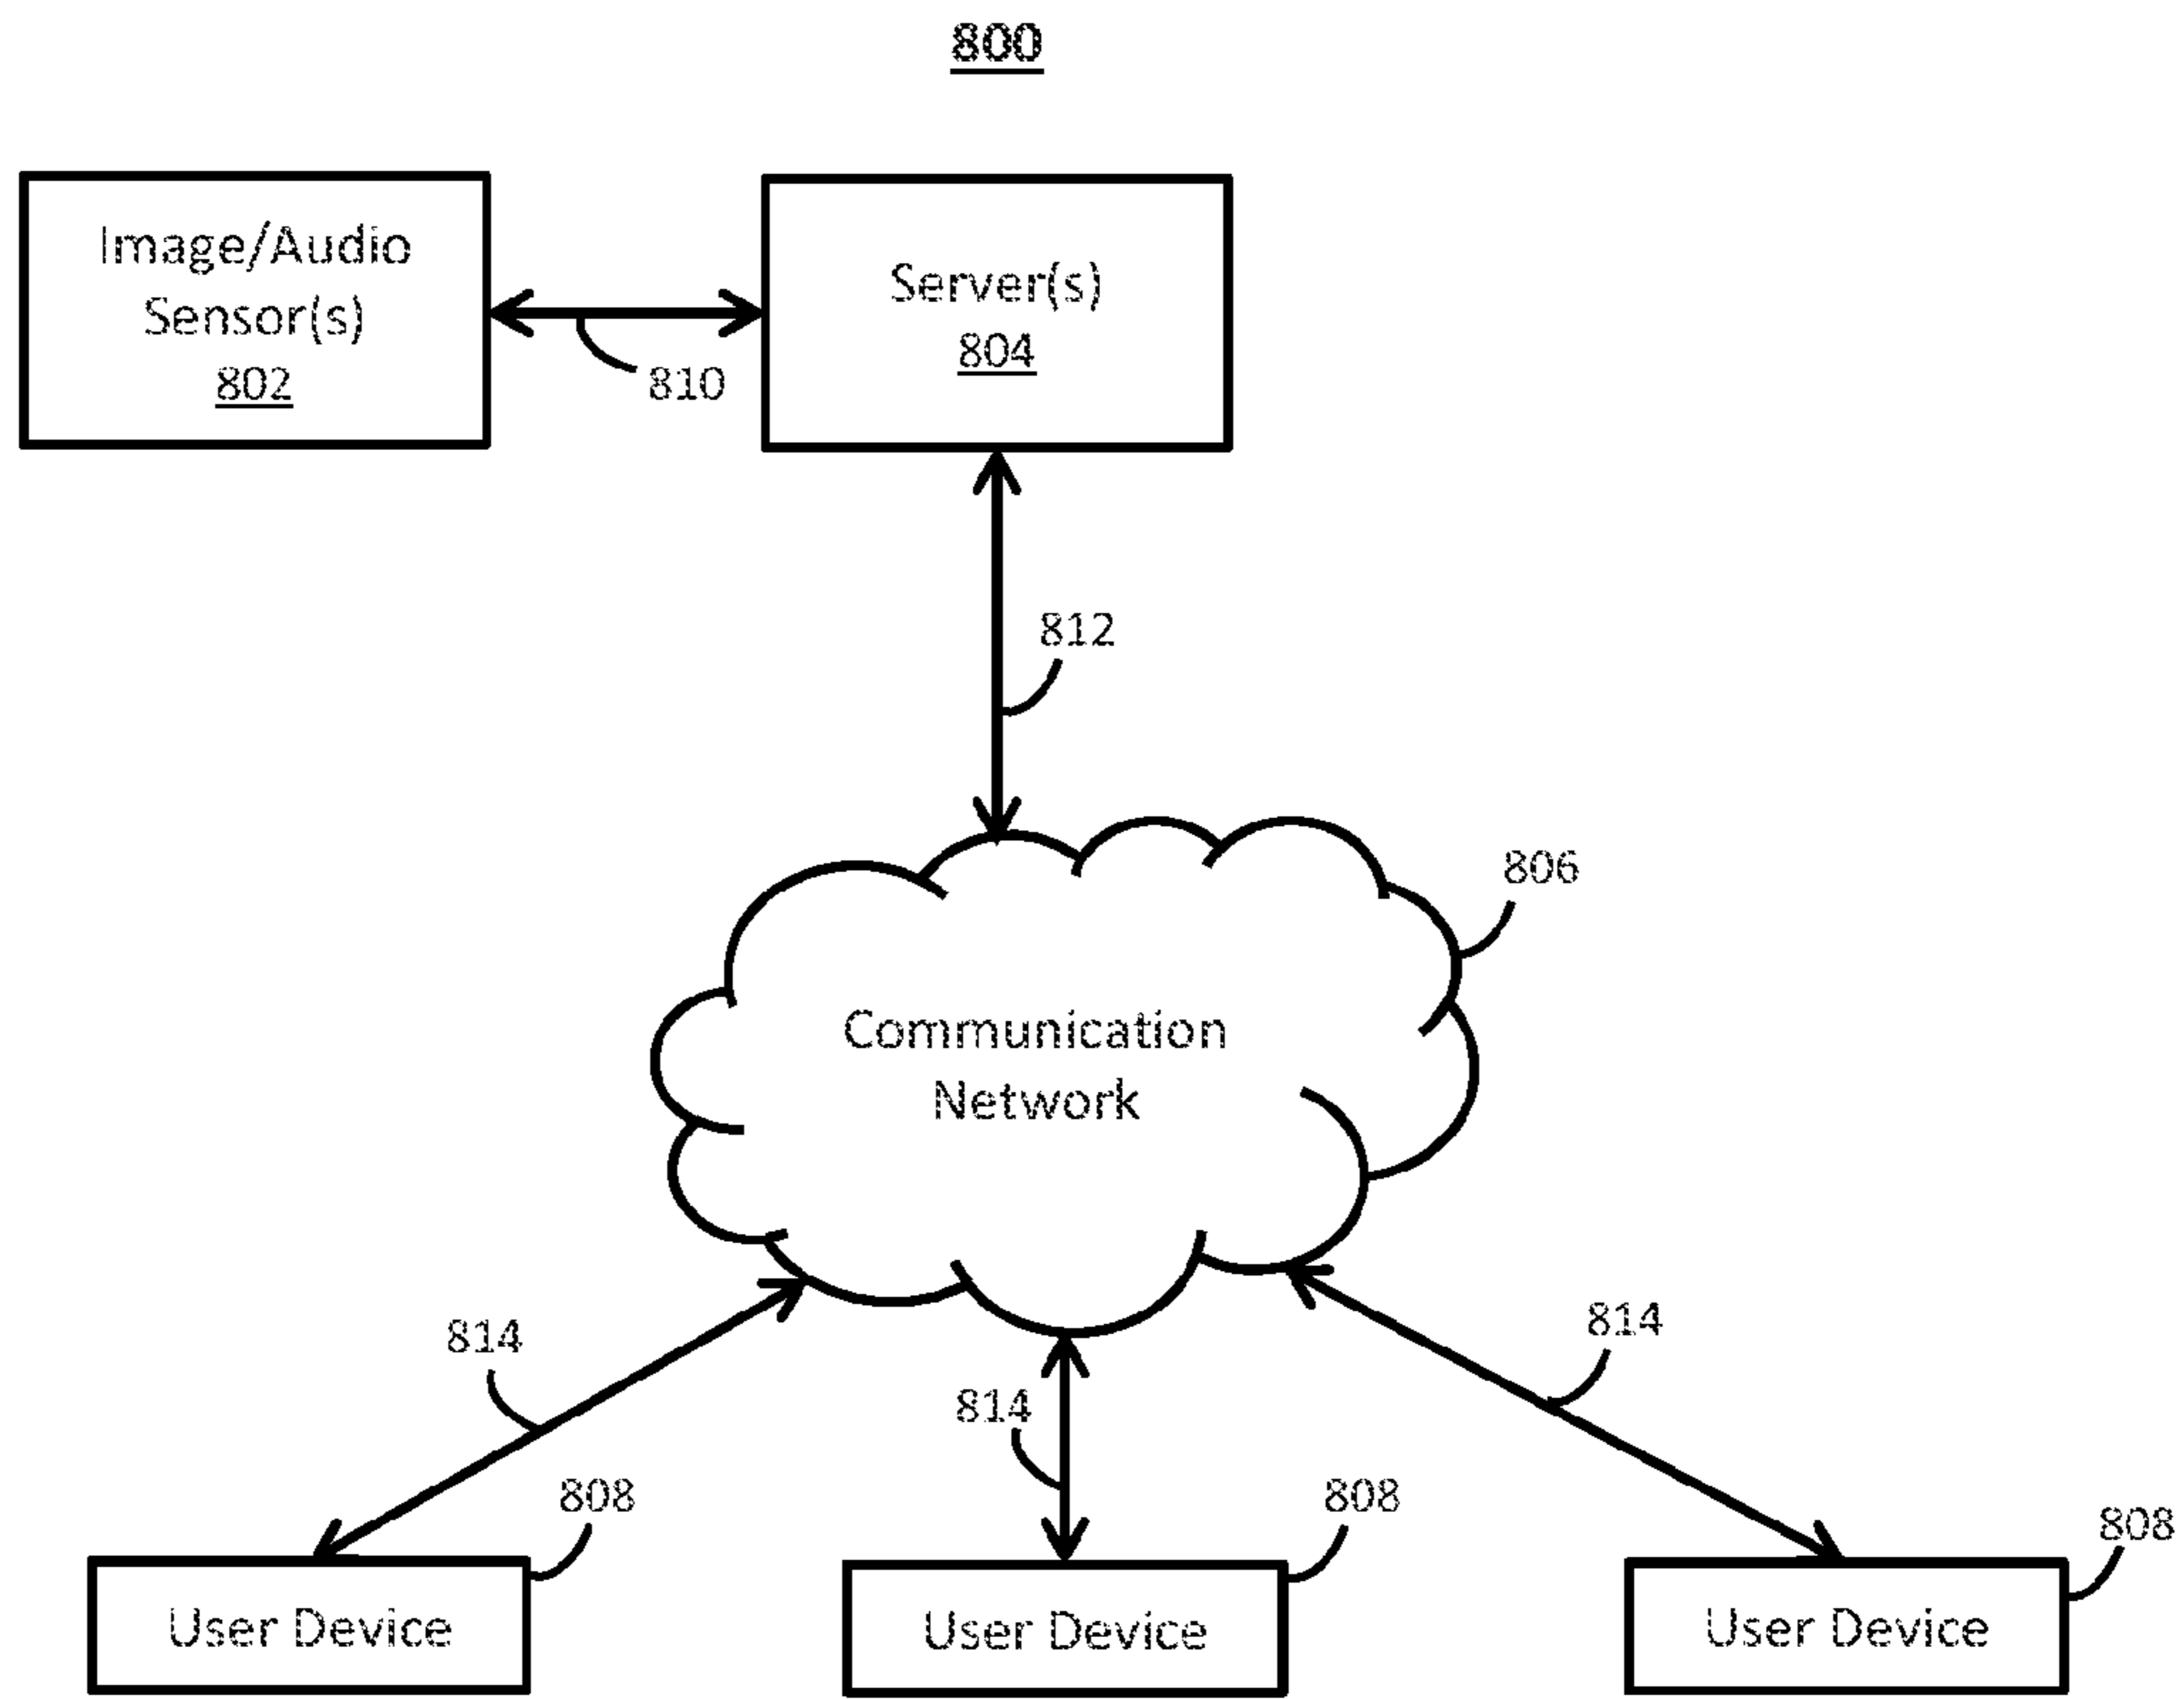 800
Image/Audio
Sensor(s)
802
810
Server(s)
804
812
806
Communication
Network
814
814
814
808
808
808
User Device
User Device
User Device